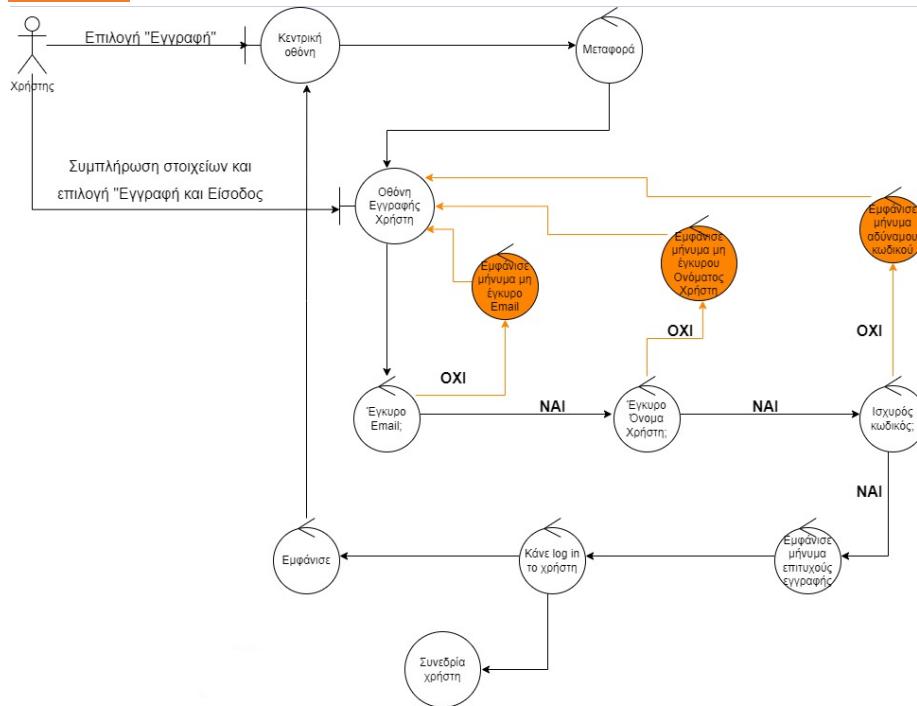 Επιλογή "Εγγραφή"
Κεντρική
οθόνη
Μεταφορά
Χρήστης
Συμπλήρωση στοιχείων και
επιλογή "Εγγραφή και Είσοδος
Οθόνη
Εγγραφής
Χρήστη
Εμφάνισε
μήνυμα μη
έγκυρο
Email
Εμφάνισε
μήνυμα μη
έγκυρου
Ονόματος
Χρήστη
Εμφάνισε
μήνυμα
αδύναμου
κωδικού.
ΟΧΙ
ΟΧΙ
ΟΧΙ
Έγκυρο
Email;
ΝΑΙ
Έγκυρο
Όνομα
Χρήστη;
ΝΑΙ
Ισχυρός
κωδικός;
ΝΑΙ
Εμφάνισε
μήνυμα
επιτυχούς
εγγραφής
Κάνε log in
το χρήστη
Εμφάνισε
Συνεδρία
χρήστη